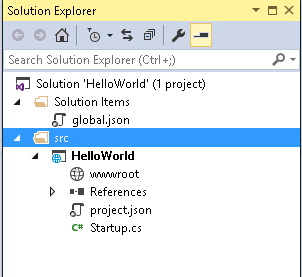 Solution Explorer
Search Solution Explorer (Ctrl+;)
Solution 'HelloWorld' (1 project)
Solution Items
global.json
src
HelloWorld
wwwroot
References
project.json
C# Startup.cs